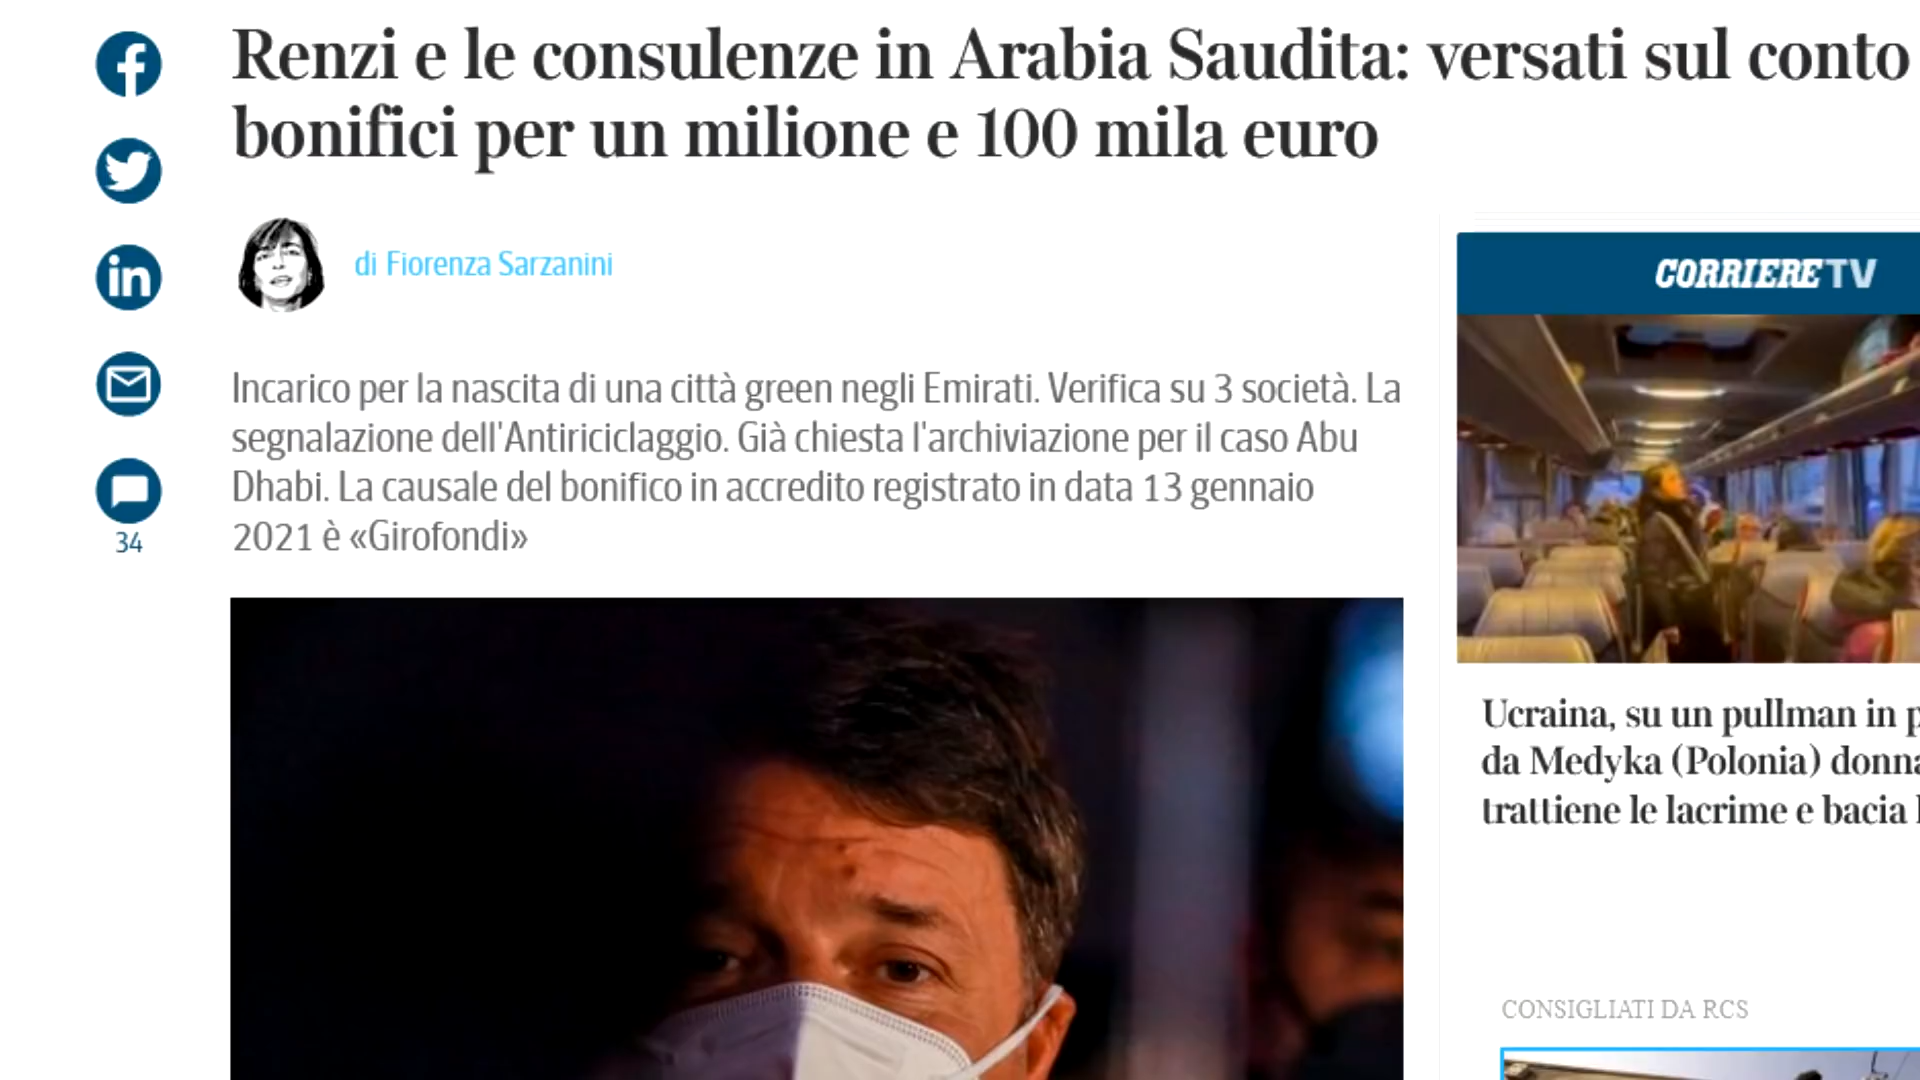 Renzi e le consulenze in Arabia Saudita: versati sul conto
bonifici per un milione e 100 mila euro
di Fiorenza Sarzanini
Incarico per la nascita di una città green negli Emirati. Verifica su 3 società. La
segnalazione dell'Antiriciclaggio. Già chiesta l'archiviazione per il caso Abu
Dhabi. La causale del bonifico in accredito registrato in data 13 gennaio
2021 è «Girofondi»
34
CORRIERE TV
Ucraina, su un pullman in
da Medyka (Polonia)
trattiene le lacrime e bacia
CONSIGLIATI DA RCS